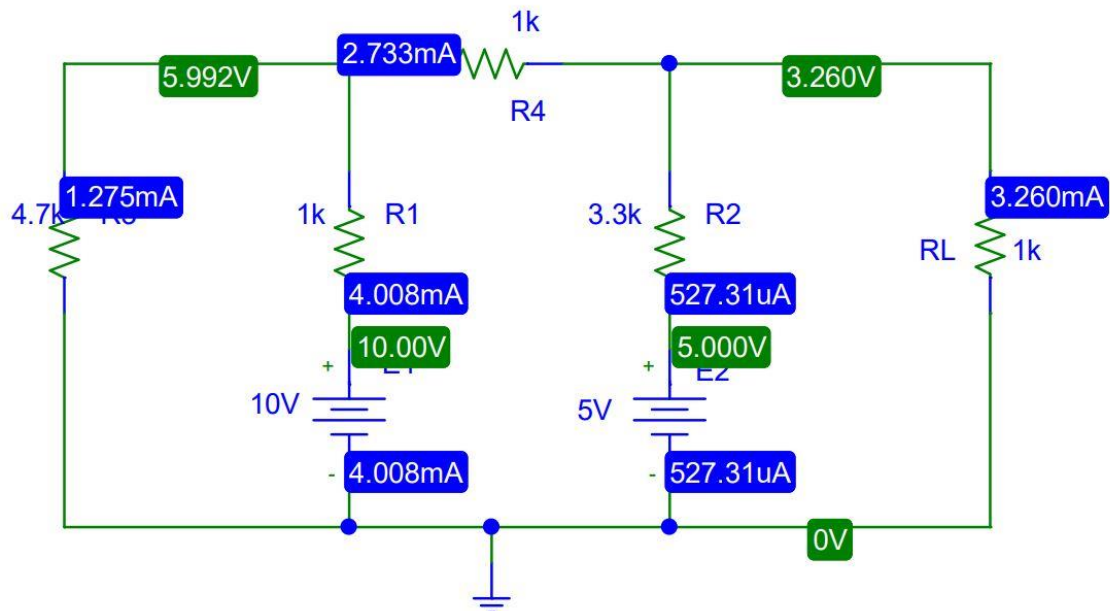 1k
2.733mA
5.992V
3.260V
R4
1.275mA
3.260mA
4.7k
1k
R1
3.3k
R2
RL
1k
4.008mA
527.31uA
10.00V
5.000V
+
+
E2
10V
5V
-
4.008mA
-
527.31uA
0V